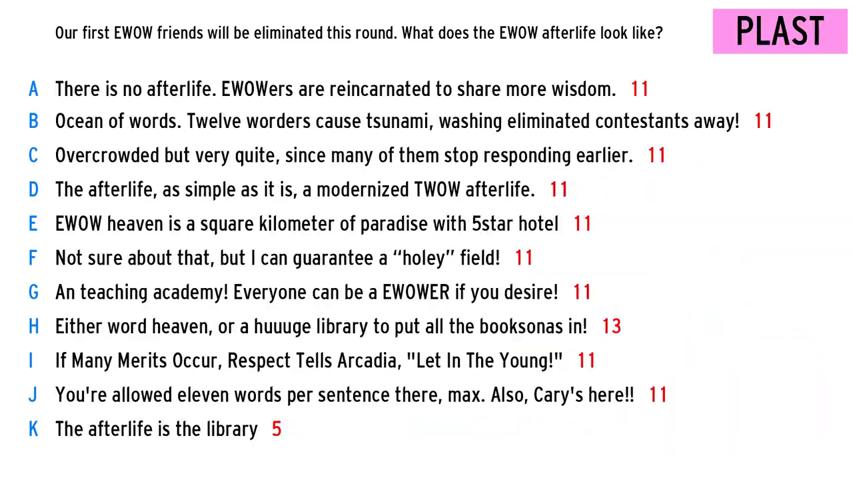 Our first EWOW friends will be eliminated this round. What does the EWOW afterlife look like?
PLAST
A There is no afterlife. EWOWers are reincarnated to share more wisdom. 11
B Ocean of words. Twelve worders cause tsunami, washing eliminated contestants away! 11
C Overcrowded but very quite, since many of them stop responding earlier. 11
D The afterlife, as simple as it is, a modernized TWOW afterlife. 11
E EWOW heaven is a square kilometer of paradise with 5star hotel 11
F Not sure about that, but I can guarantee a “holey” field! 11
G An teaching academy! Everyone can be a EWOWER if you desire! 11
H Either word heaven, or a huuuge library to put all the booksonas in! 13
I If Many Merits Occur, Respect Tells Arcadia, "Let In The Young!" 11
J You're allowed eleven words per sentence there, max. Also, Cary's here!! 11
K The afterlife is the library 5